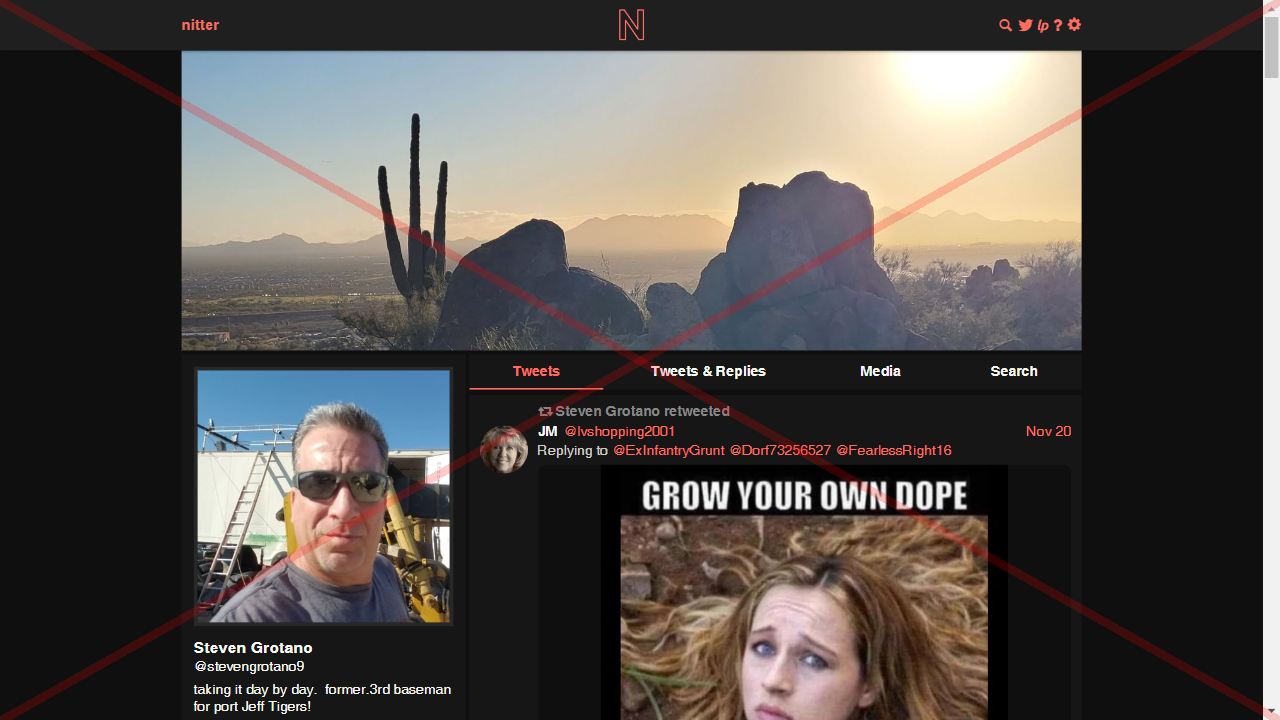 nitter
N
lp ?
Tweets
Tweets & Replies
Media
Search
Steven Grotano retweeted
JM @lvshopping2001
Nov 20
Replying to @ExInfantryGrunt @Dorf73256527 @FearlessRight16
GROW YOUR OWN DOPE
Steven Grotano
@stevengrotano9
taking it day by day. former.3rd baseman
for port Jeff Tigers!